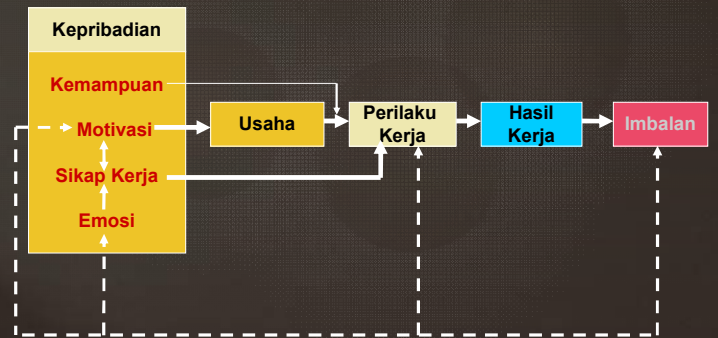 Kepribadian
Kemampuan
Motivasi
Sikap Kerja
Emosi
Usaha
Perilaku
Kerja
Hasil
Kerja
Imbalan